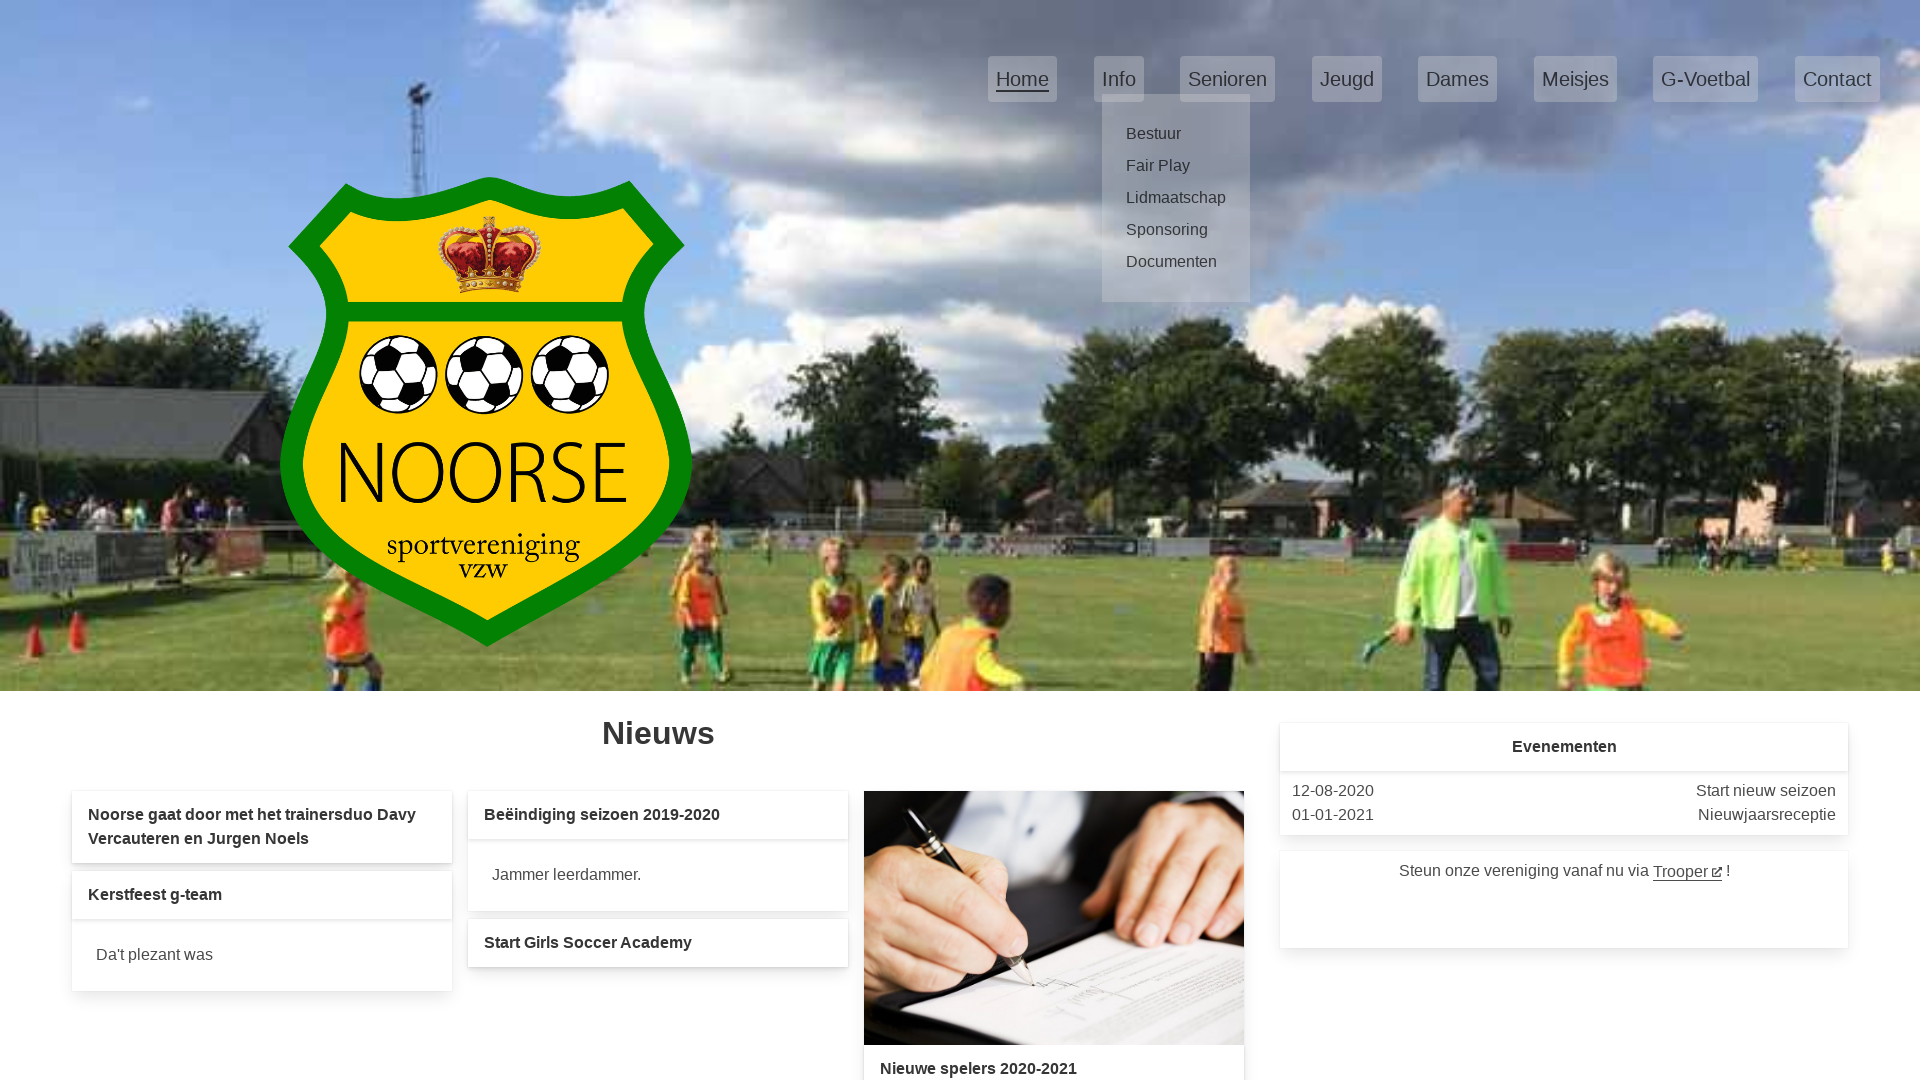 Home
Info
Senioren
Jeugd
Dames
Meisjes
G-Voetbal
Contact
Bestuur
Fair Play
Lidmaatschap
Sponsoring
Documenten
NOORSE
sportvereniging
vzw
Nieuws
Noorse gaat door met het trainersduo Davy
Vercauteren en Jurgen Noels
Kerstfeest g-team
Da't plezant was
Beëindiging seizoen 2019-2020
Jammer leerdammer.
Start Girls Soccer Academy
Nieuwe spelers 2020-2021
Evenementen
12-08-2020 Start nieuw seizoen
01-01-2021 Nieuwjaarsreceptie
Steun onze vereniging vanaf nu via Trooper !